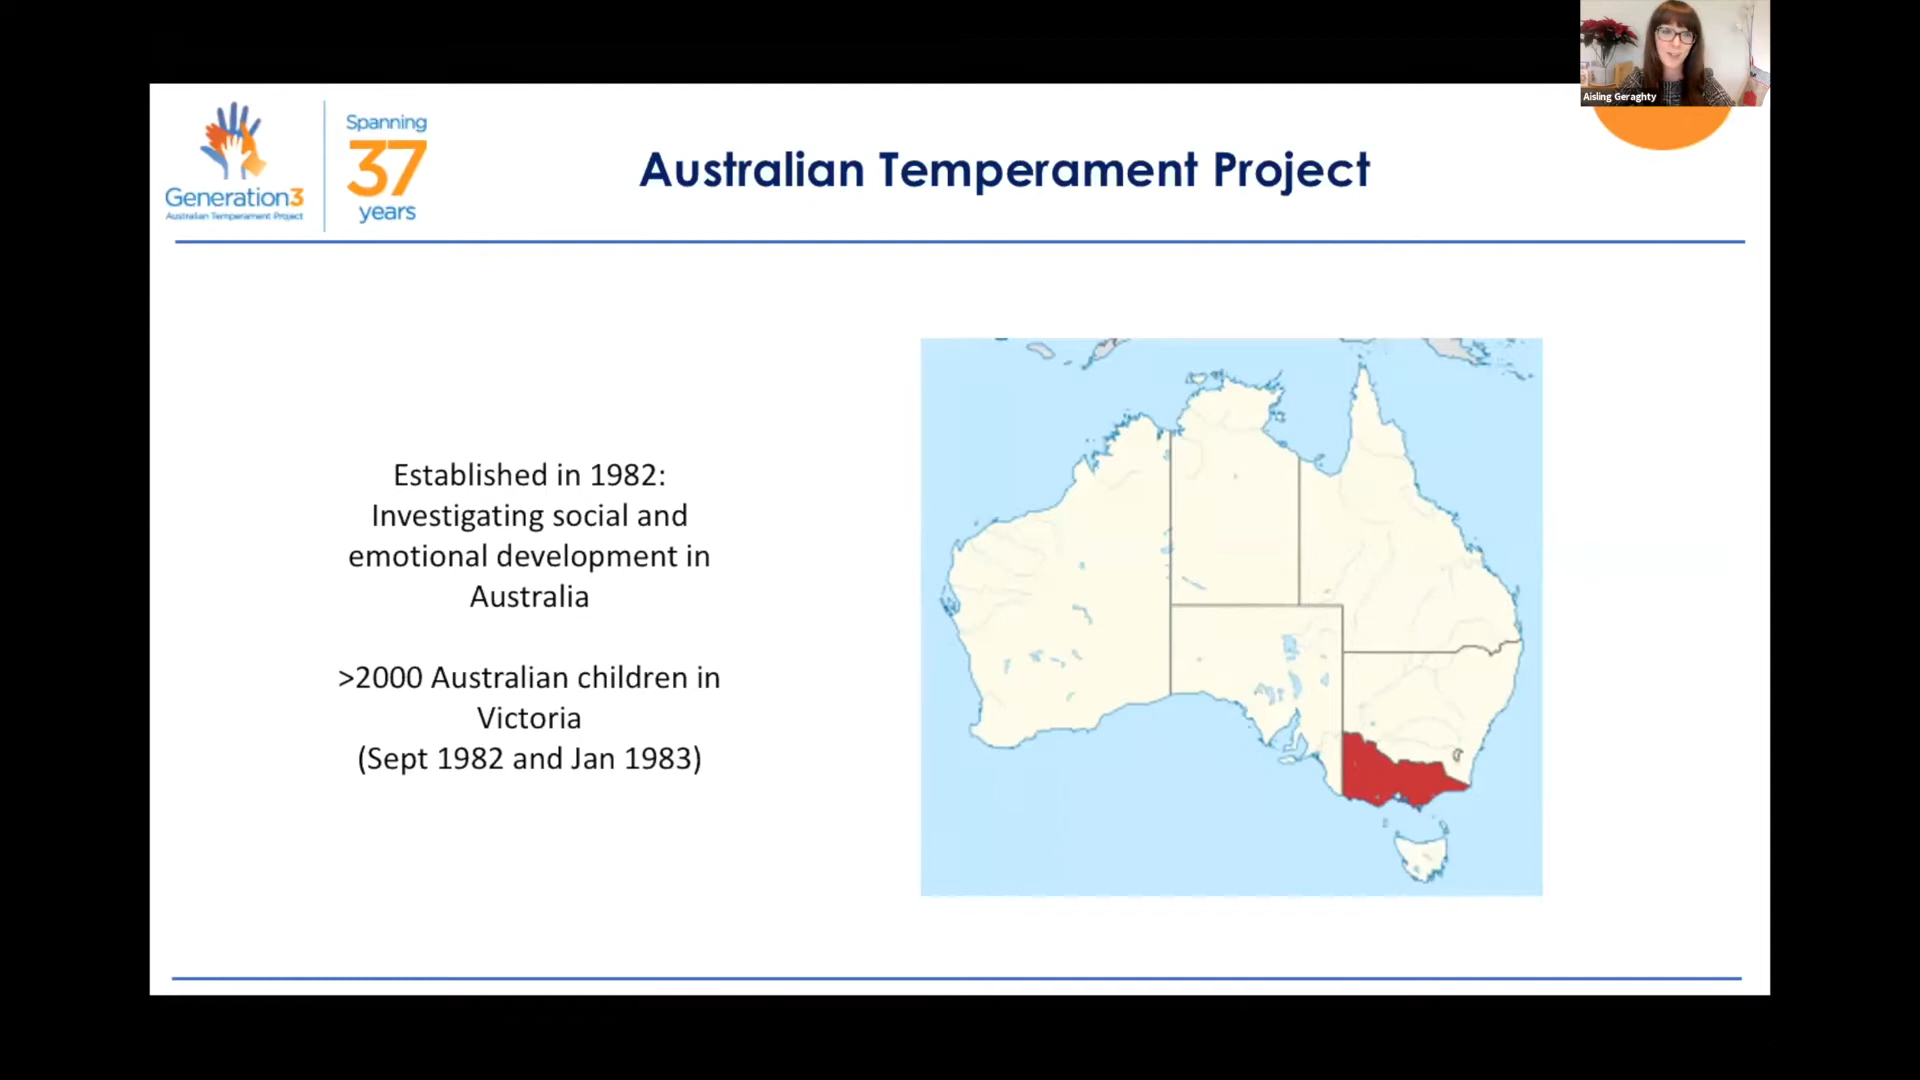 Aisling Geraghty
Generation3
Australian Temperament Project
Spanning
37
years
Australian Temperament Project
Established in 1982:
Investigating social and
emotional development in
Australia
>2000 Australian children in
Victoria
(Sept 1982 and Jan 1983)